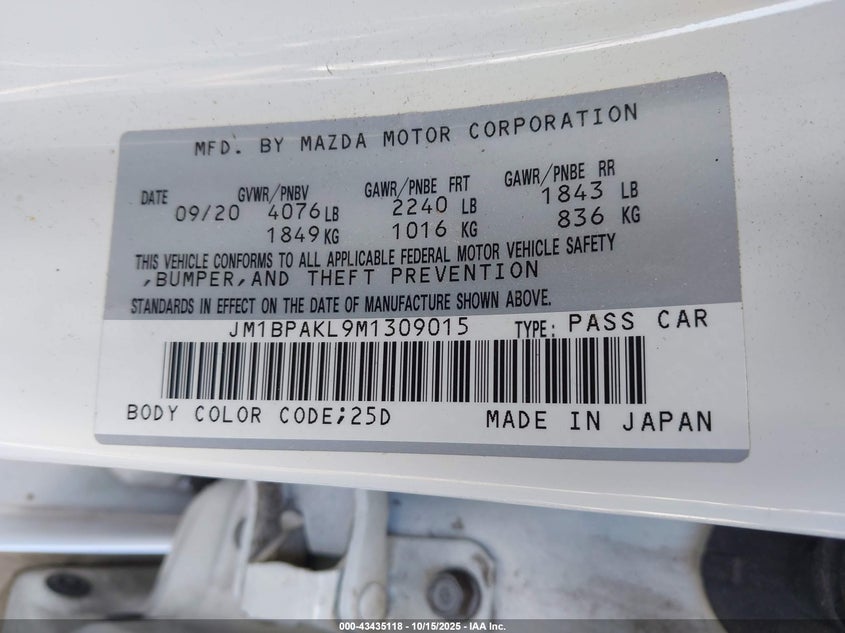 MFD. BY MAZDA MOTOR CORPORATION
DATE GVWR/PNBV GAWR/PNBE FRT GAWR/PNBE RR
09/20 4076 LB 2240 LB 1843 LB
1849 KG 1016 KG 836 KG
THIS VEHICLE CONFORMS TO ALL APPLICABLE FEDERAL MOTOR VEHICLE SAFETY
,BUMPER,AND THEFT PREVENTION
STANDARDS IN EFFECT ON THE DATE OF MANUFACTURE SHOWN ABOVE.
JM1BPAKL9M1309015 TYPE: PASS CAR
BODY COLOR CODE;25D MADE IN JAPAN
000-43435118 - 10/15/2025 - IAA Inc.